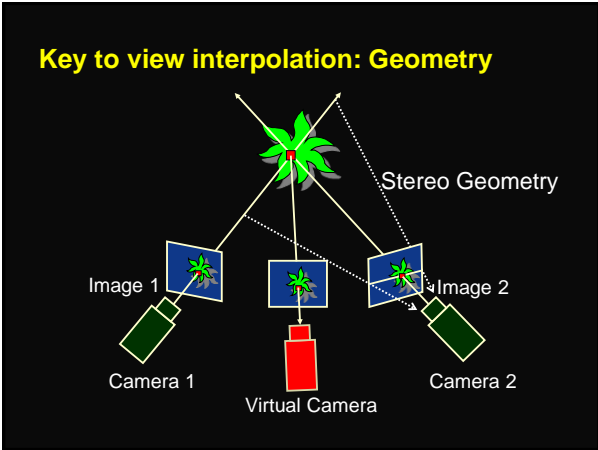 Key to view interpolation: Geometry
Stereo Geometry
Image 1
Image 2
Camera 1
Camera 2
Virtual Camera